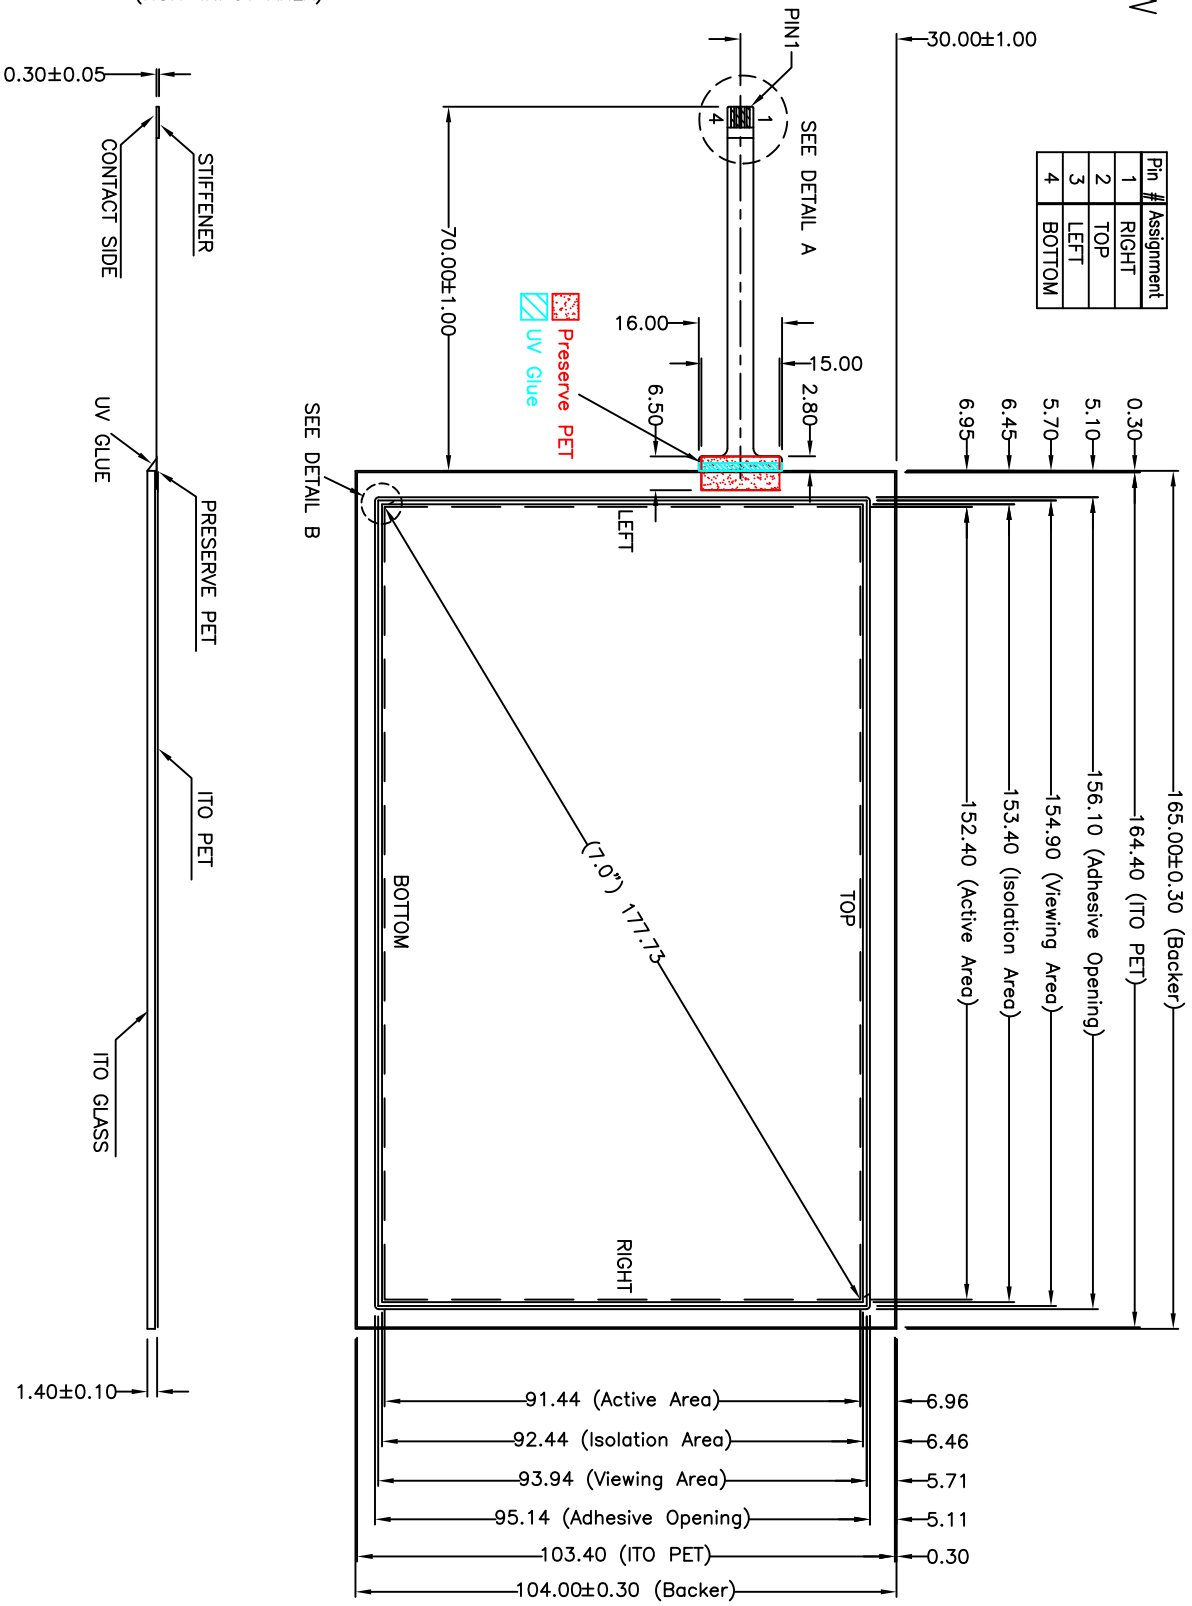 30.00±1.00
PIN1
0.30±0.05
Pin # Assignment
1 RIGHT
2 TOP
3 LEFT
4 BOTTOM
1
4
SEE DETAIL A
STIFFENER
CONTACT SIDE
70.00±1.00
Preserve PET
UV Glue
16.00
15.00
6.50
2.80
6.95
6.45
5.70
5.10
0.30
165.00±0.30 (Backer)
164.40 (ITO PET)
156.10 (Adhesive Opening)
154.90 (Viewing Area)
153.40 (Isolation Area)
152.40 (Active Area)
UV GLUE
PRESERVE PET
SEE DETAIL B
LEFT
TOP
BOTTOM
RIGHT
(7.0") 177.73
ITO PET
ITO GLASS
1.40±0.10
91.44 (Active Area)
6.96
92.44 (Isolation Area)
6.46
93.94 (Viewing Area)
5.71
95.14 (Adhesive Opening)
5.11
103.40 (ITO PET)
0.30
104.00±0.30 (Backer)